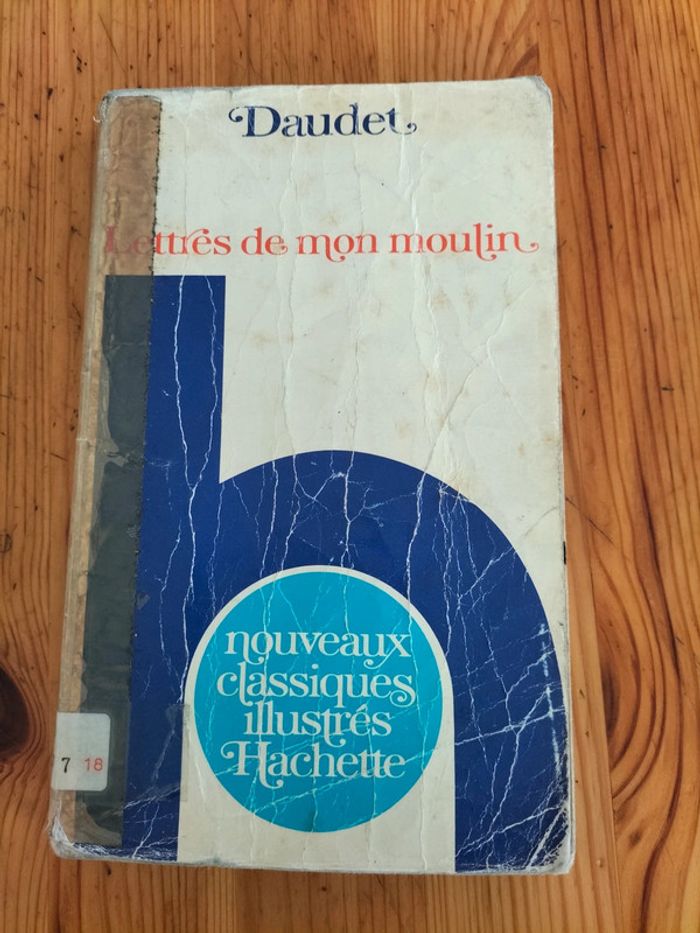 Daudet
Lettres de mon moulin
nouveaux
classiques
illustrés
Hachette
7 18